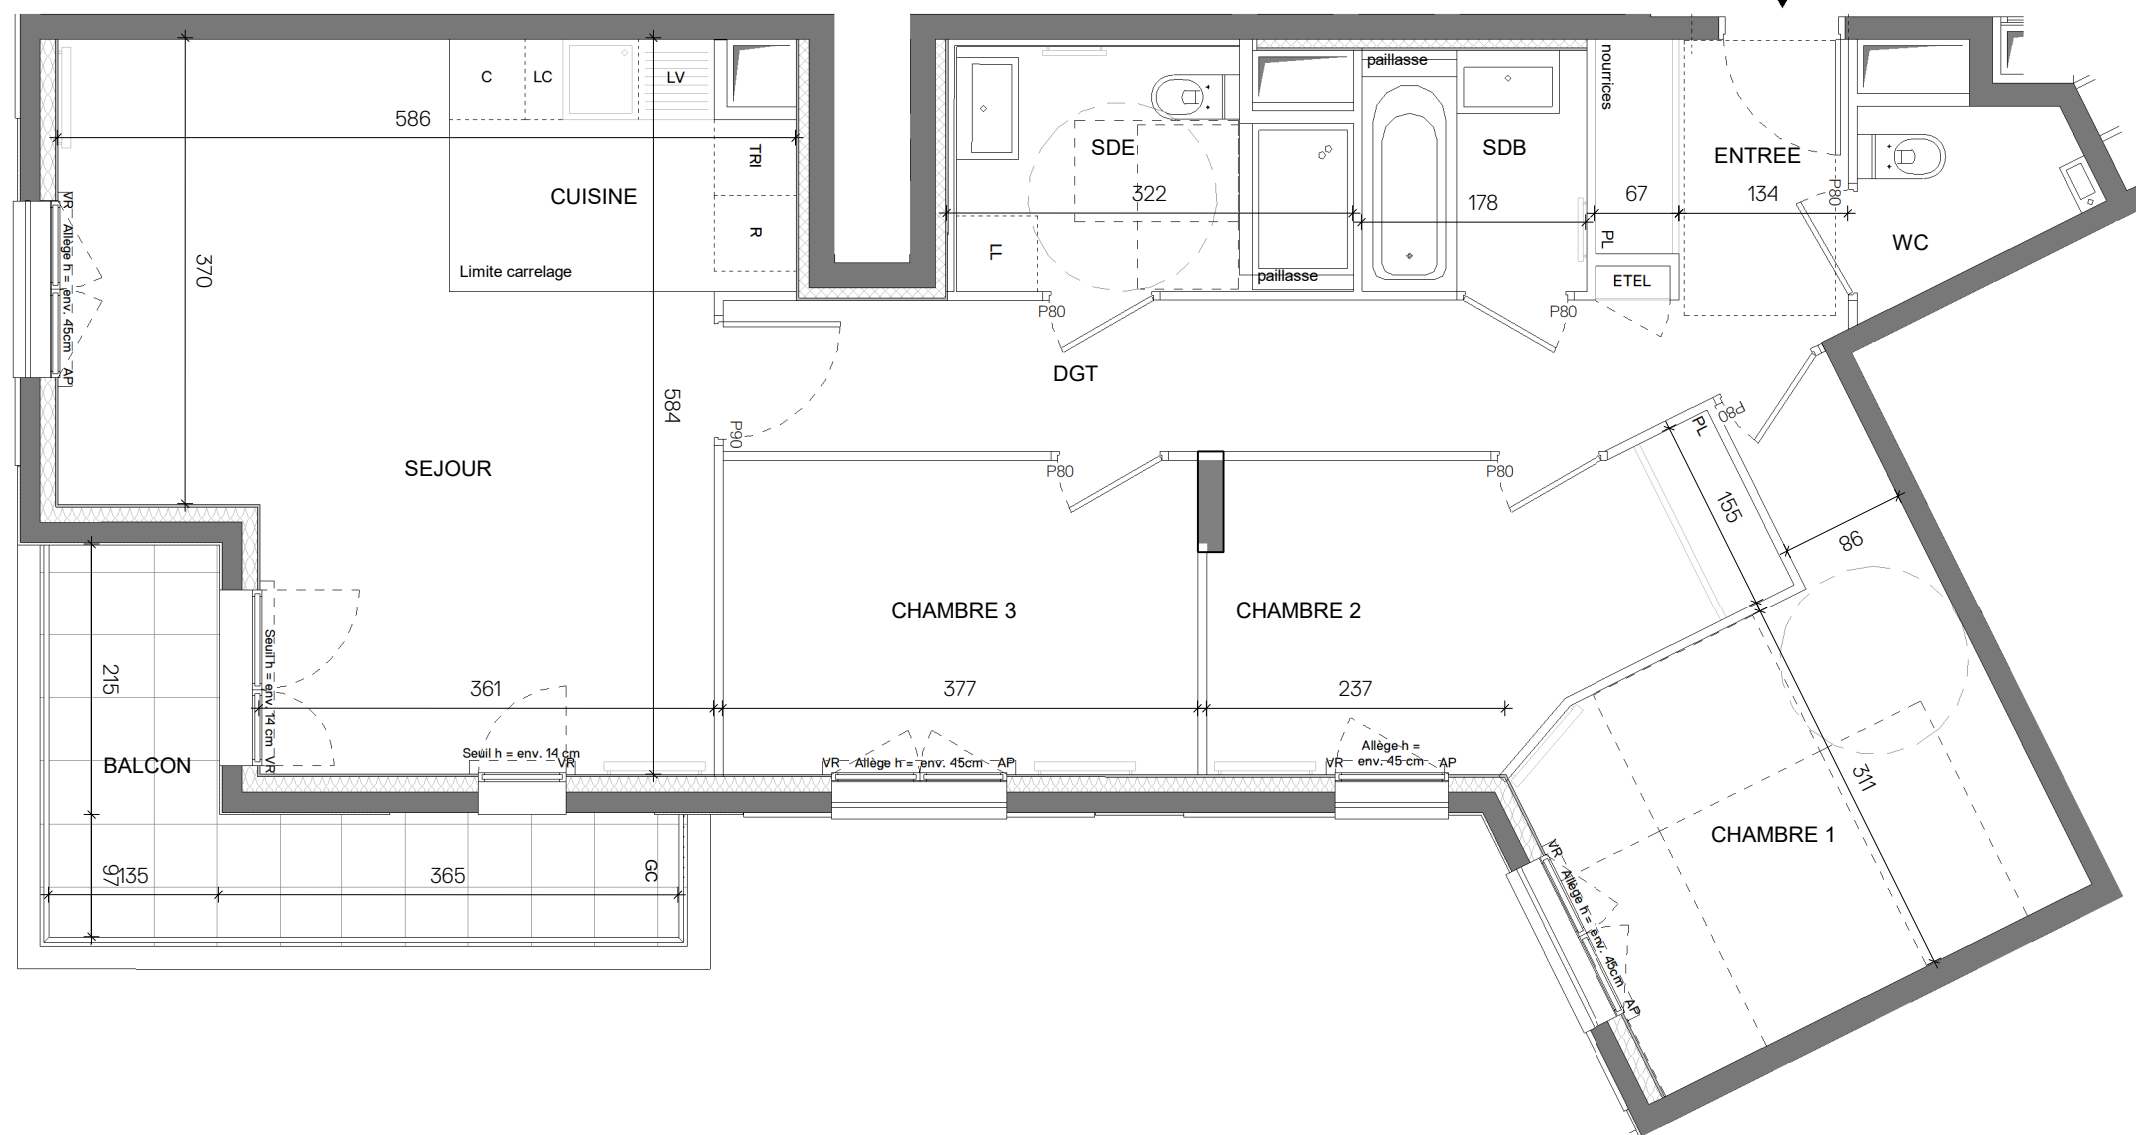 C
LC
LV
paillasse
nourrices
586
TRI
SDE
SDB
ENTREE
CUISINE
322
178
67
134
P80
VR
R
LL
PL
WC
370
Allège h = env. 45cm
Limite carrelage
paillasse
ETEL
P80
P80
AP
DGT
584
P90
P80
PL
SEJOUR
P80
P80
155
86
CHAMBRE 3
CHAMBRE 2
215
Seuil h = env. 14 cm
VR
361
377
237
BALCON
Seuil h = env. 14 cm
VR
VR
Allège h = env. 45cm
AP
VR
Allège h =
env. 45 cm
AP
311
CHAMBRE 1
97
135
365
GC
VR
Allège h = env. 45cm
AP